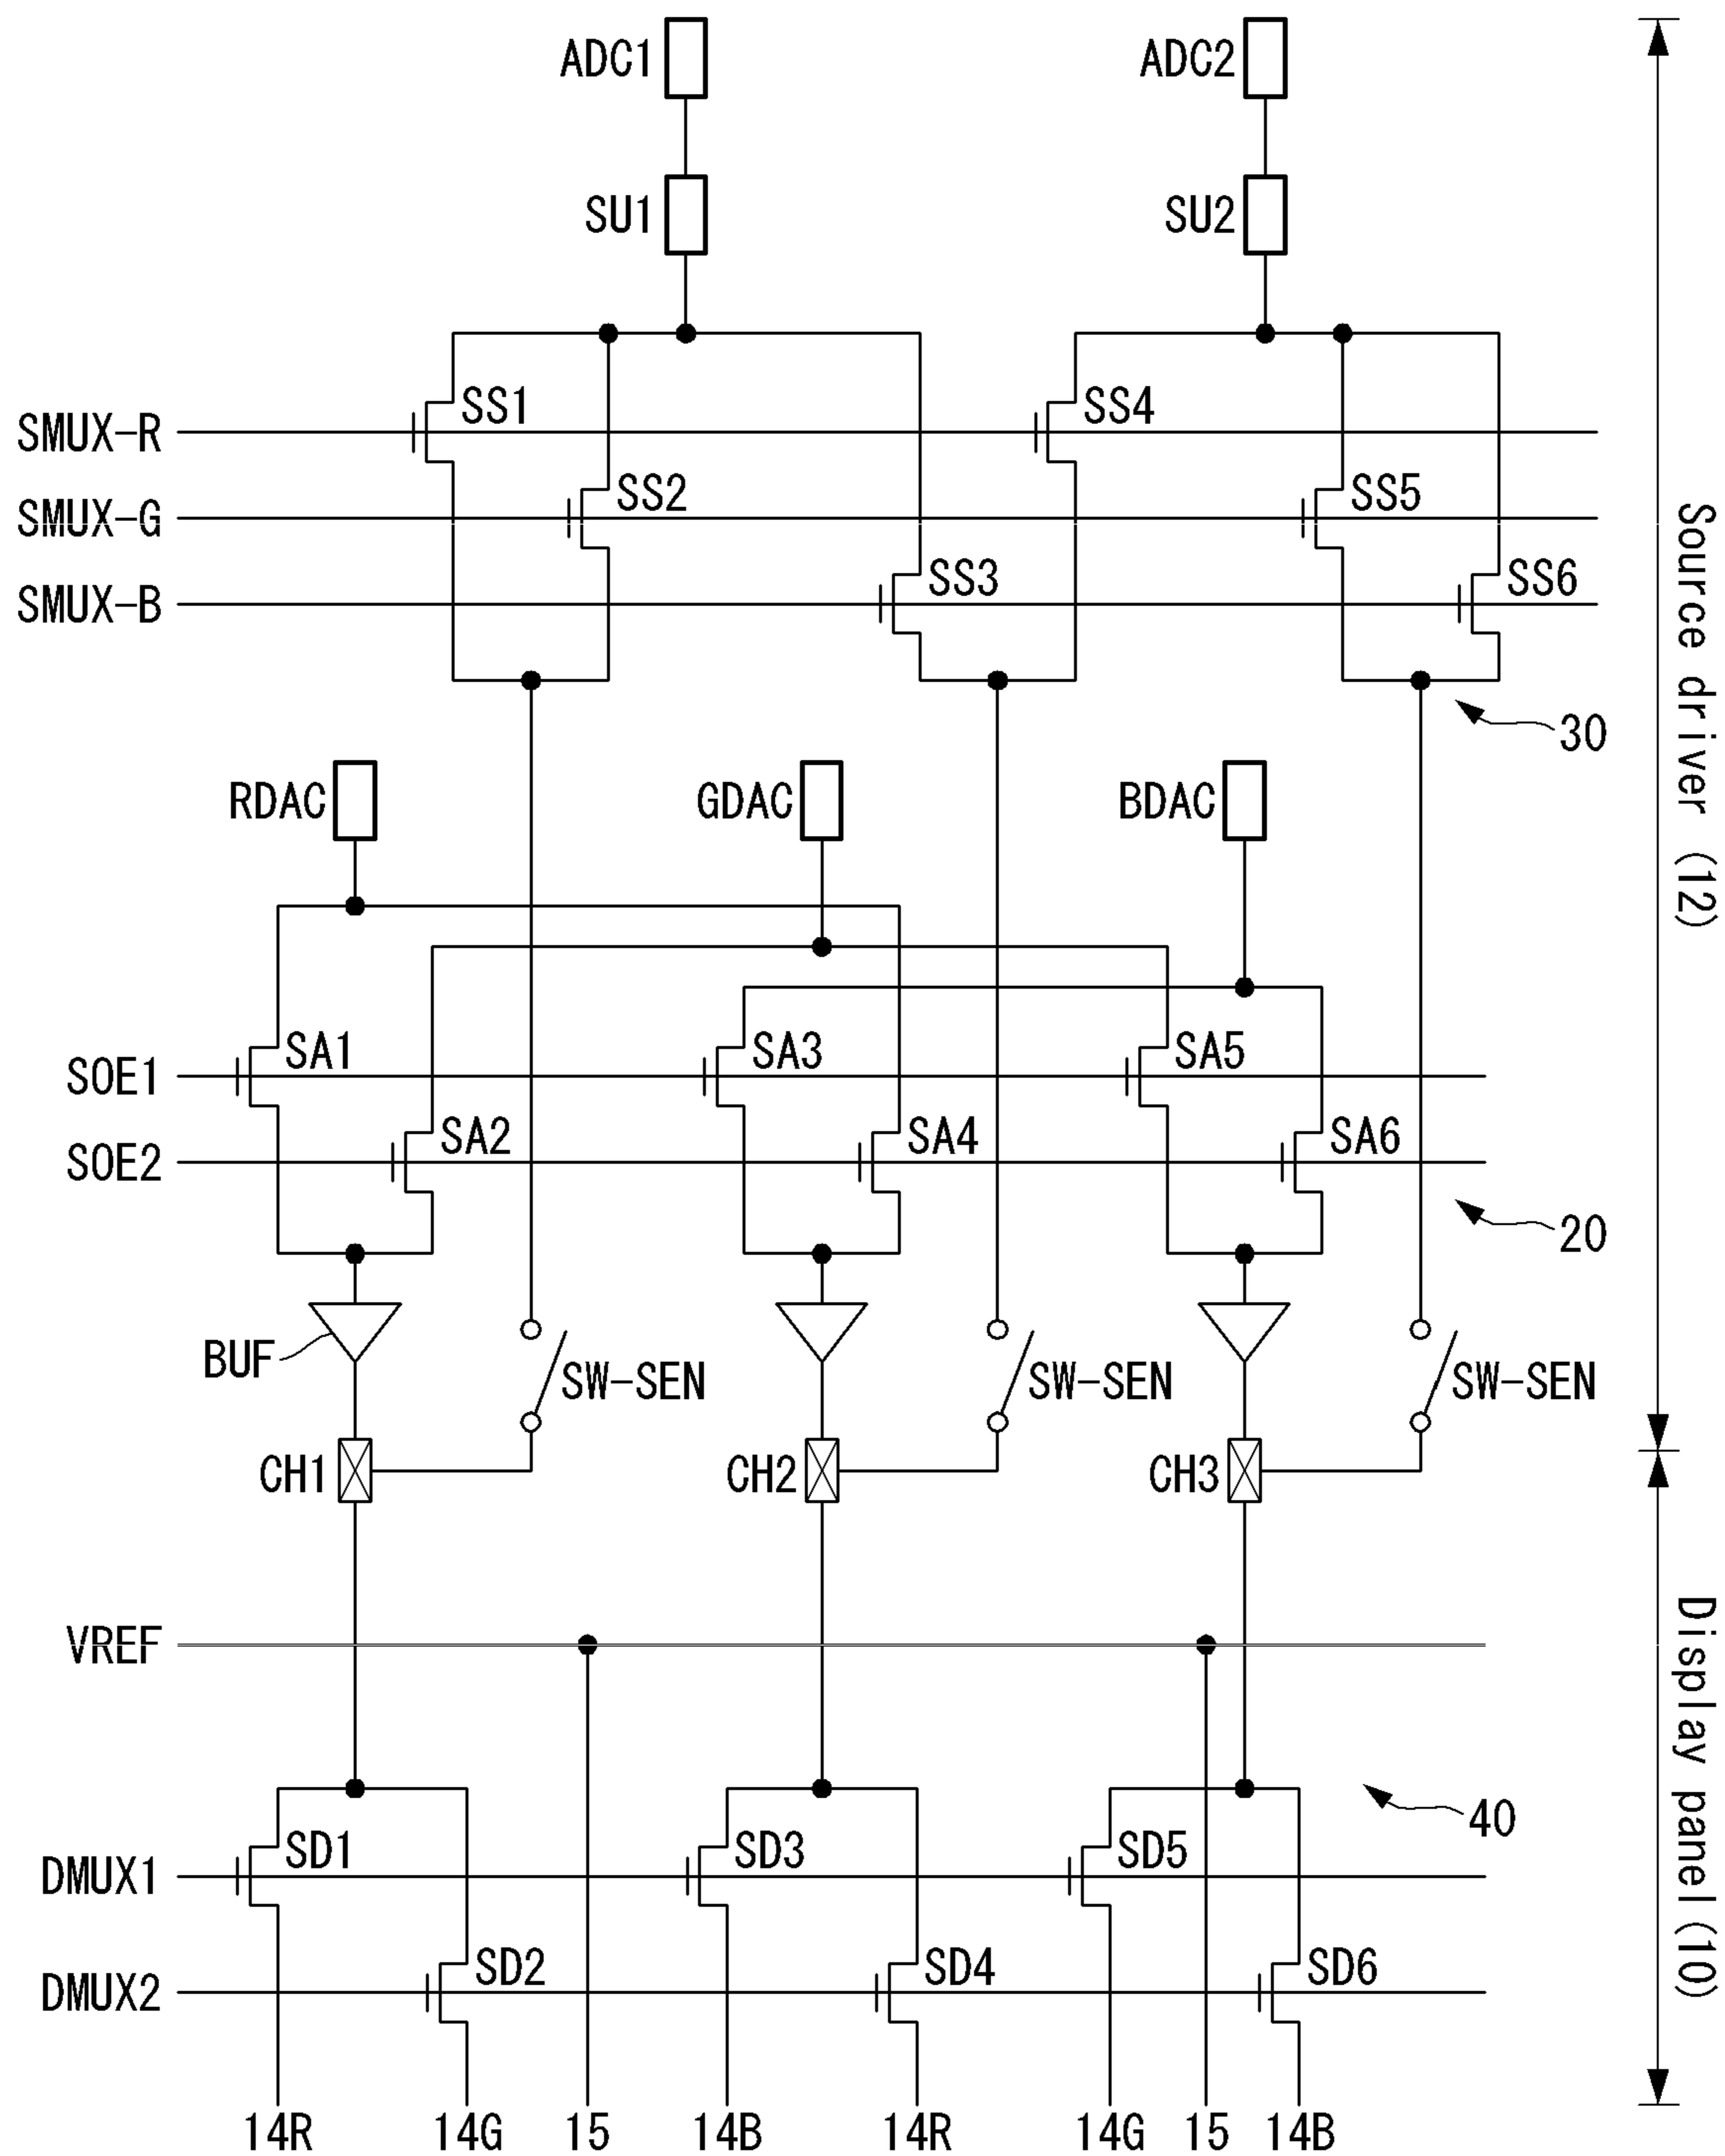 ADC1 ADC2
SU1 SU2
SS1 SS4
SMUX-R
SS2 SS5
SMUX-G
SS3 SS6
SMUX-B
30
RDAC GDAC BDAC
SA1 SA3 SA5
SOE1
SA2 SA4 SA6
SOE2
20
BUF SW-SEN SW-SEN SW-SEN
CH1 CH2 CH3
VREF
40
SD1 SD3 SD5
DMUX1
SD2 SD4 SD6
DMUX2
14R 14G 15 14B 14R 14G 15 14B
Source driver (12)
Display panel (10)